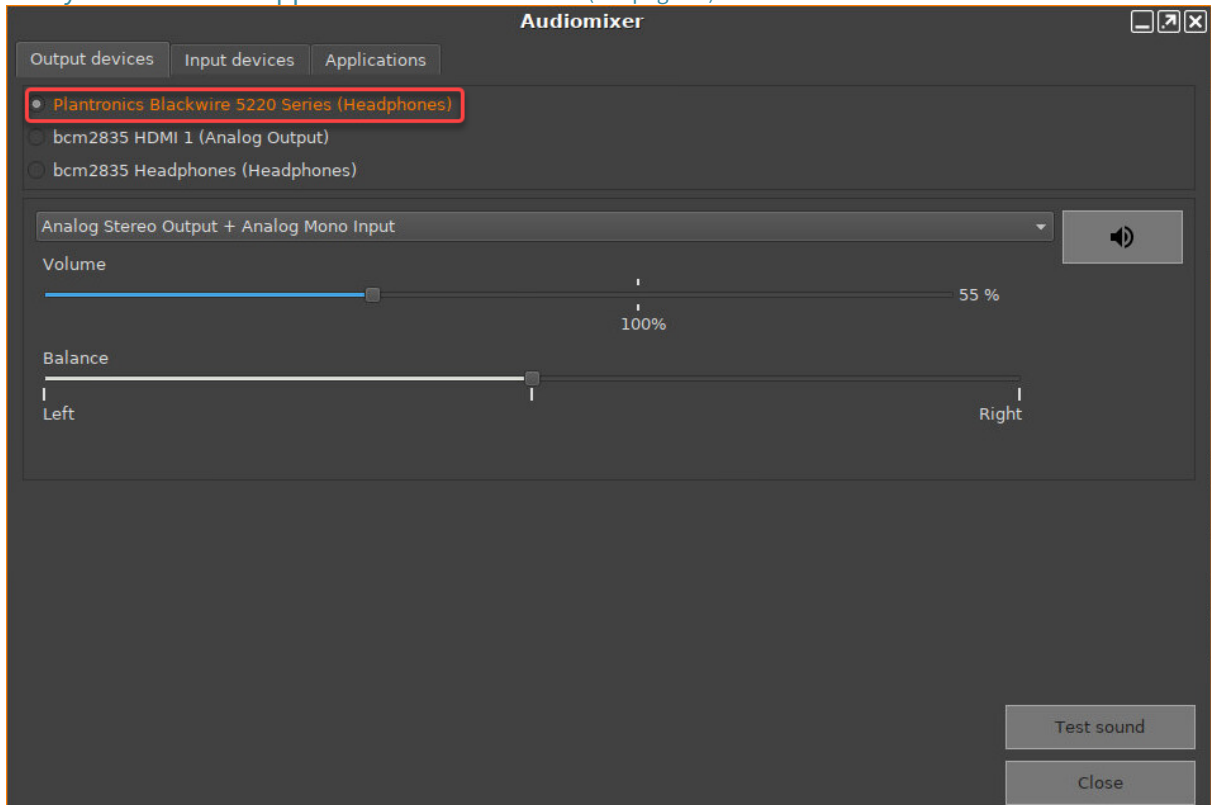 Audiomixer
Output devices Input devices Applications
Plantronics Blackwire 5220 Series (Headphones)
bcm2835 HDMI 1 (Analog Output)
bcm2835 Headphones (Headphones)
Analog Stereo Output + Analog Mono Input
Volume
55 %
100%
Balance
Left Right
Test sound
Close